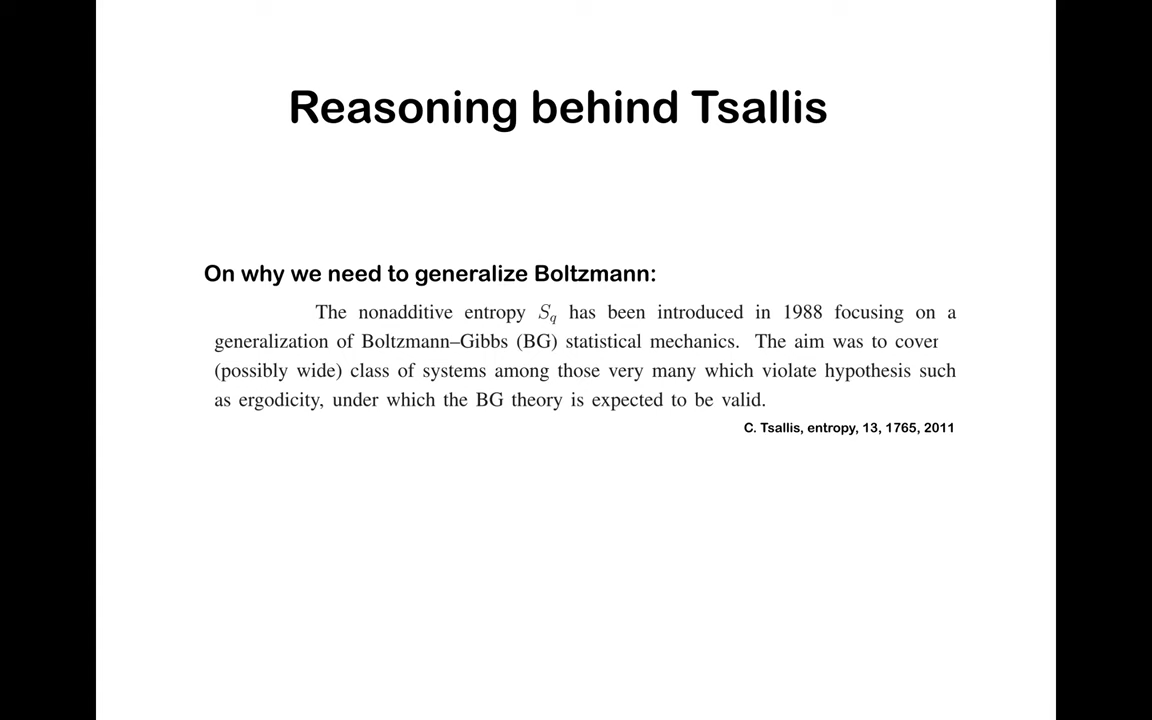 Reasoning behind Tsallis
On why we need to generalize Boltzmann:
The nonadditive entropy Sq has been introduced in 1988 focusing on a
generalization of Boltzmann–Gibbs (BG) statistical mechanics. The aim was to cover
(possibly wide) class of systems among those very many which violate hypothesis such
as ergodicity, under which the BG theory is expected to be valid.
C. Tsallis, entropy, 13, 1765, 2011